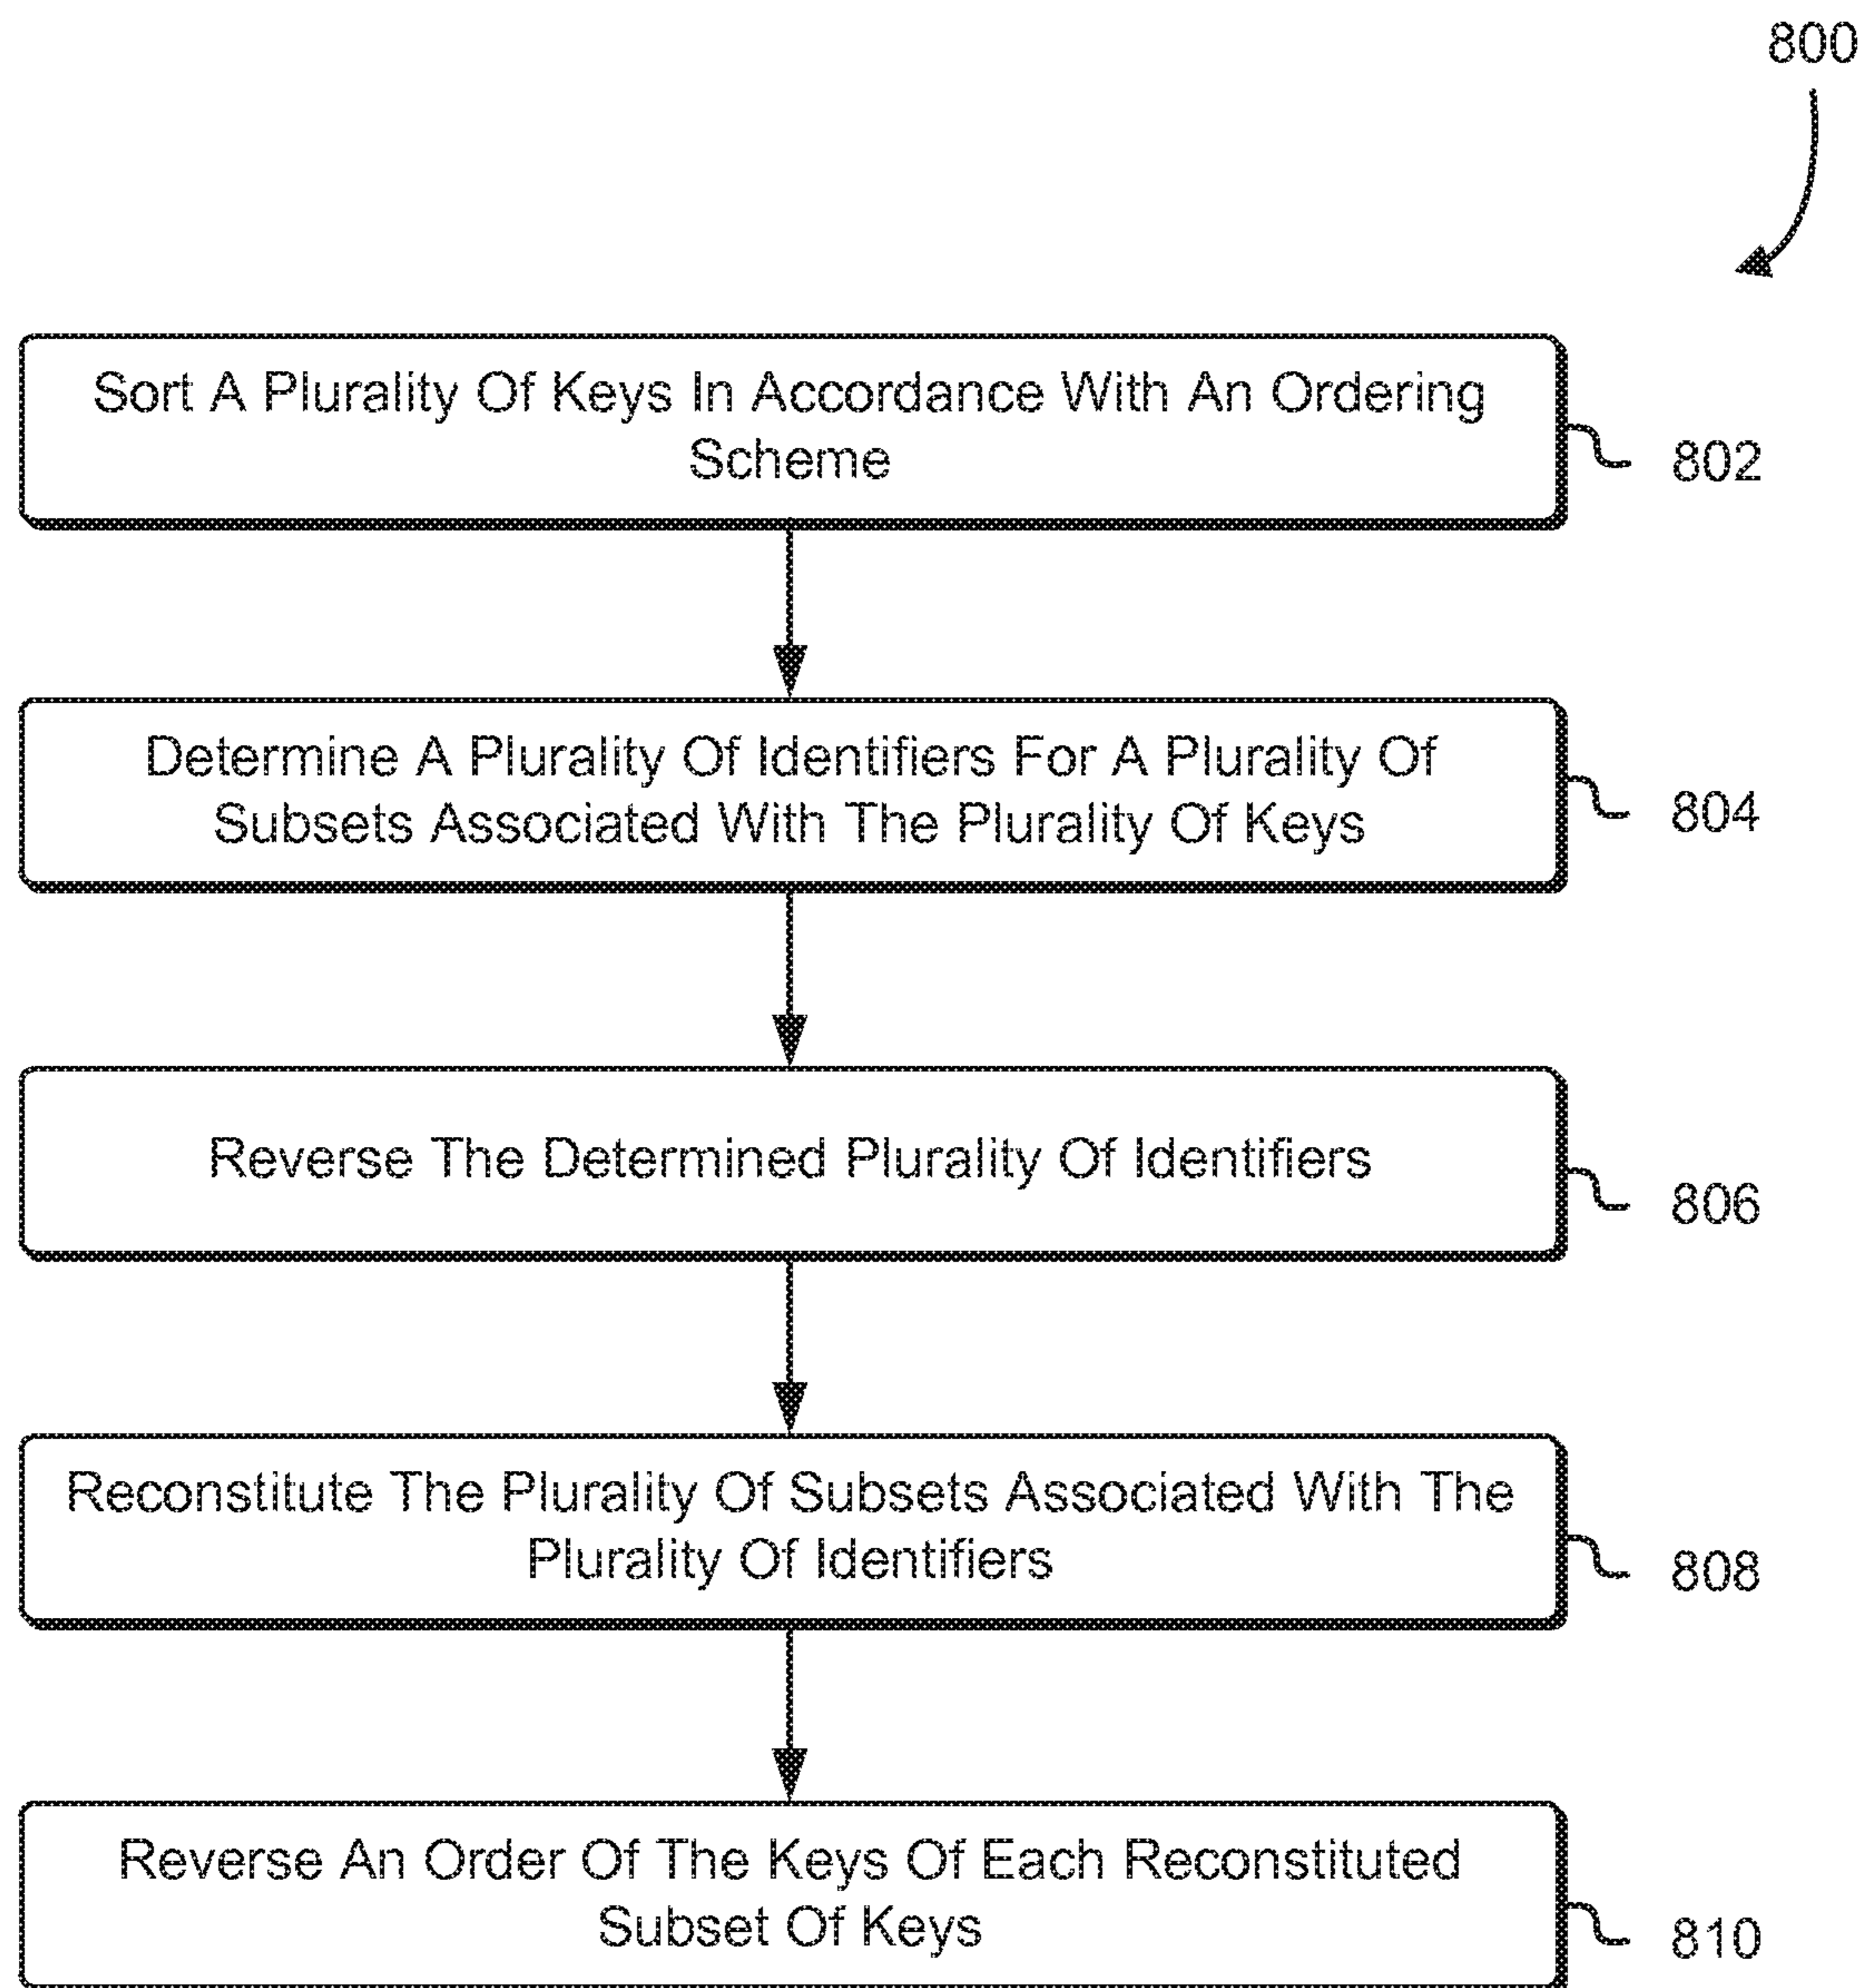 800
Sort A Plurality Of Keys In Accordance With An Ordering
Scheme
802
Determine A Plurality Of Identifiers For A Plurality Of
Subsets Associated With The Plurality Of Keys
804
Reverse The Determined Plurality Of Identifiers
806
Reconstitute The Plurality Of Subsets Associated With The
Plurality Of Identifiers
808
Reverse An Order Of The Keys Of Each Reconstituted
Subset Of Keys
810